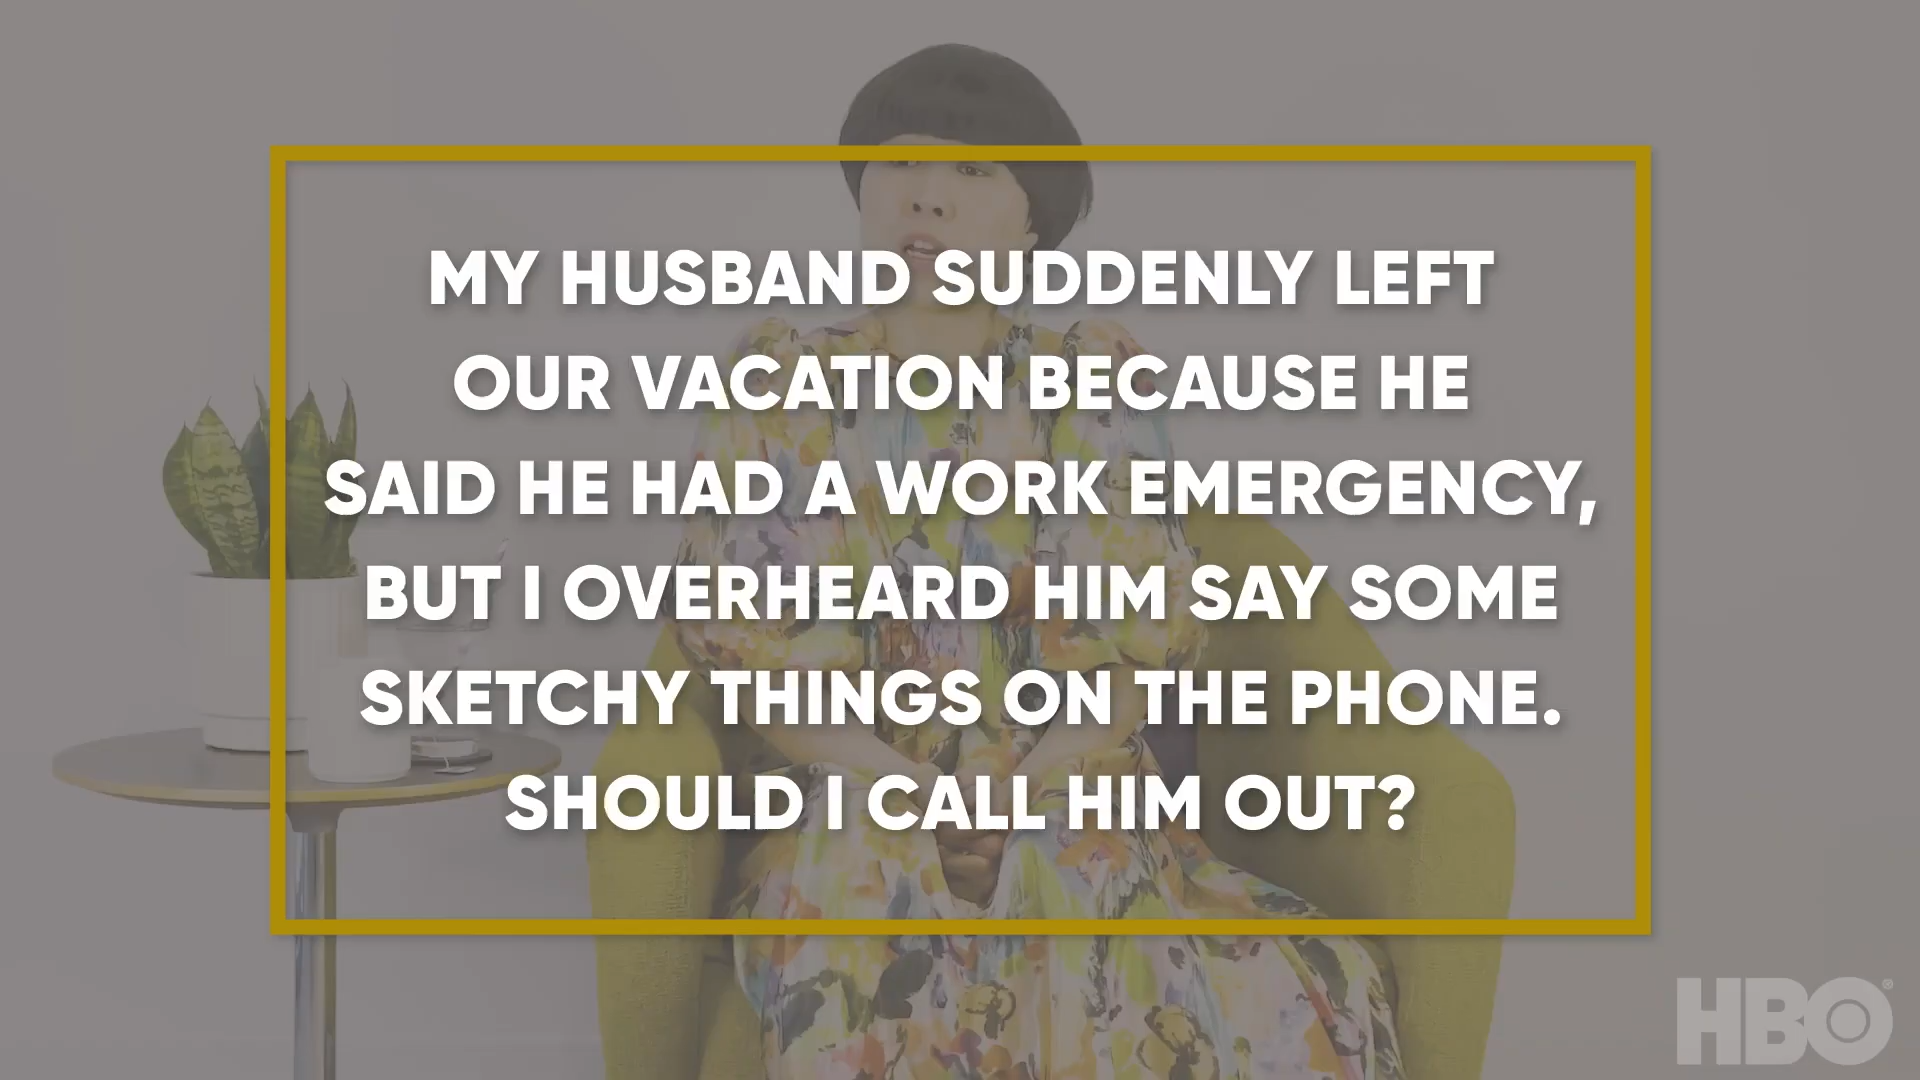 MY HUSBAND SUDDENLY LEFT
OUR VACATION BECAUSE HE
SAID HE HAD A WORK EMERGENCY,
BUT I OVERHEARD HIM SAY SOME
SKETCHY THINGS ON THE PHONE.
SHOULD I CALL HIM OUT?
HBO®